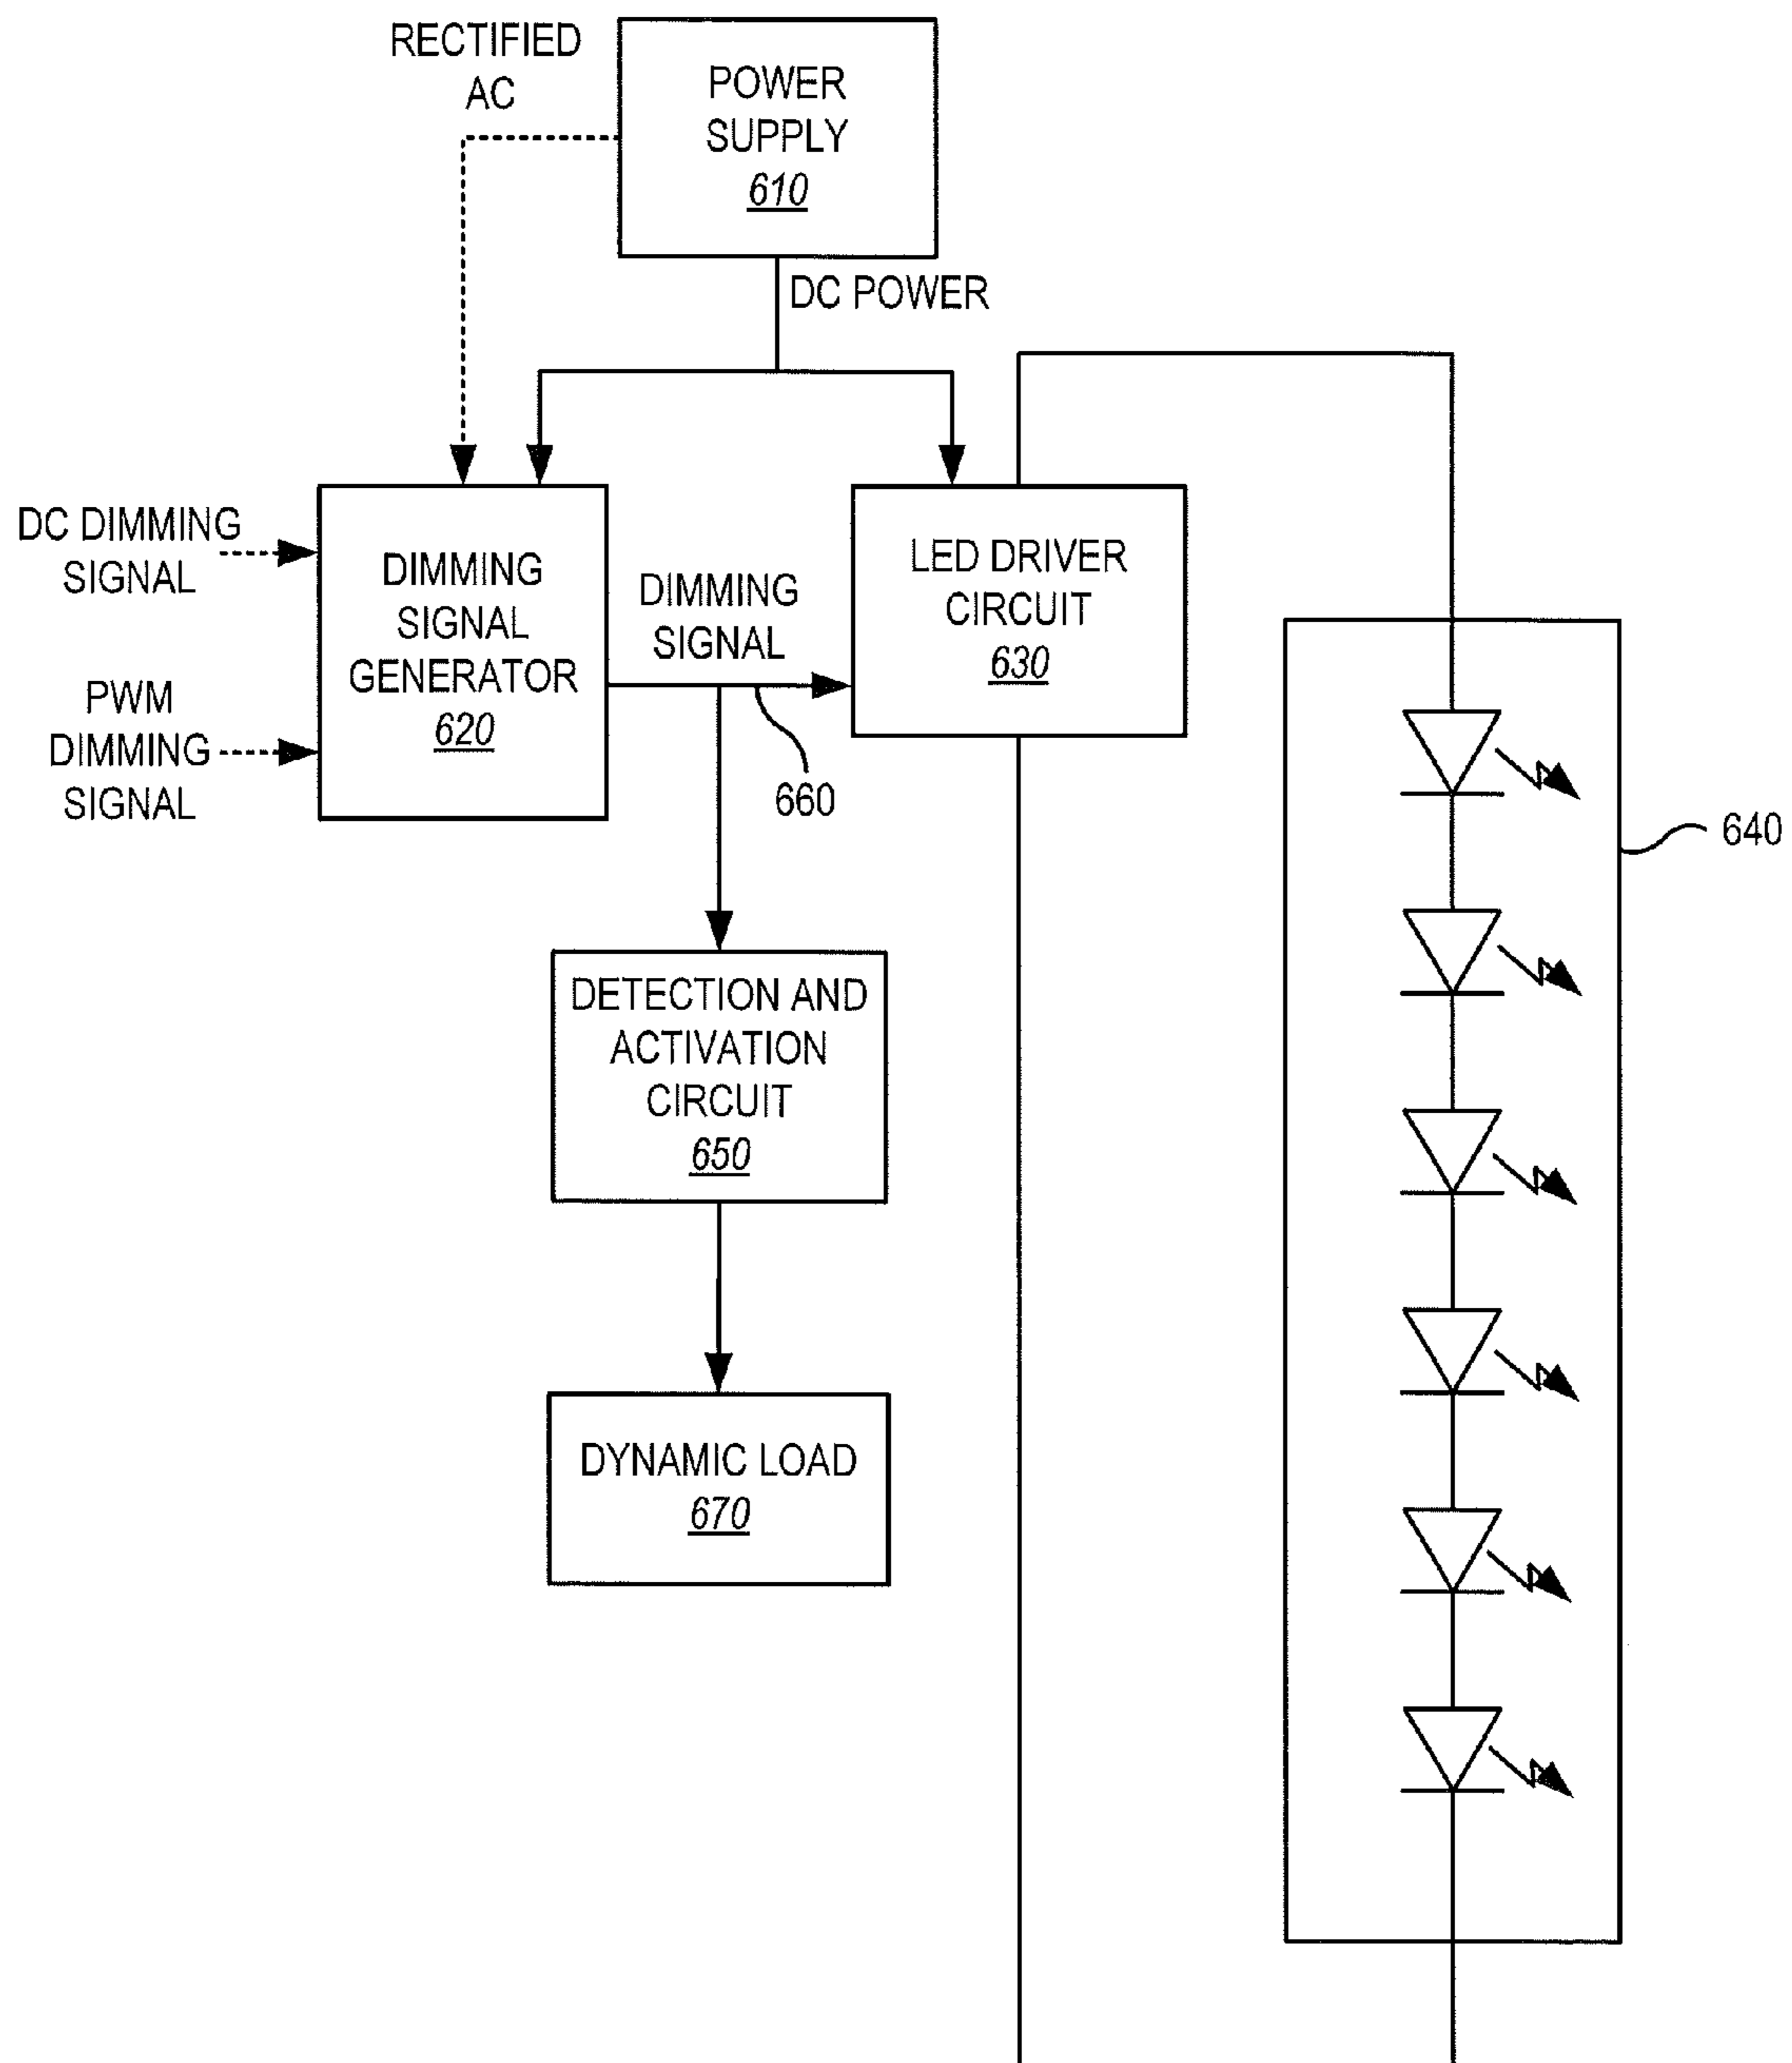 RECTIFIED
AC
POWER
SUPPLY
610
DC POWER
DC DIMMING
SIGNAL
PWM
DIMMING
SIGNAL
DIMMING
SIGNAL
GENERATOR
620
DIMMING
SIGNAL
660
LED DRIVER
CIRCUIT
630
640
DETECTION AND
ACTIVATION
CIRCUIT
650
DYNAMIC LOAD
670